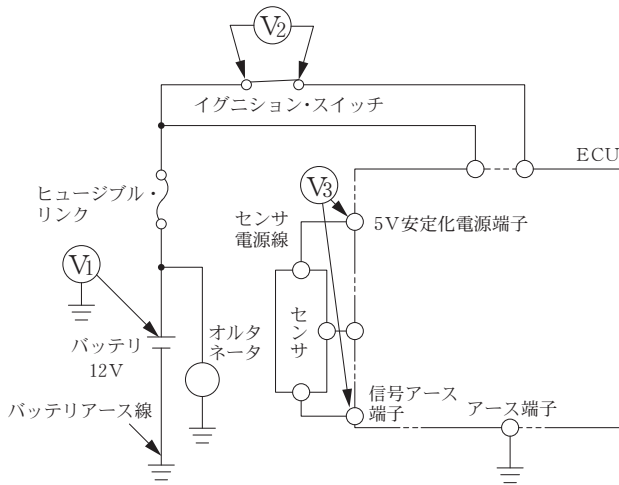 V2
イグニション・スイッチ
ECU
ヒュージブル・
リンク
V3
センサ
電源線
5V安定化電源端子
V1
センサ
オルタ
ネータ
バッテリ
12V
信号アース
端子
アース端子
バッテリアース線